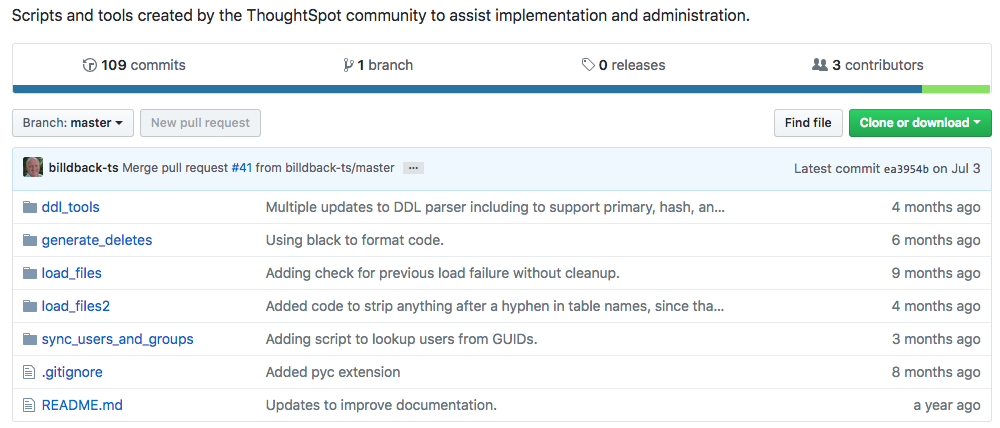 Scripts and tools created by the ThoughtSpot community to assist implementation and administration.
109 commits 1 branch 0 releases 3 contributors
Branch: master New pull request Find file Clone or download
billdback-ts Merge pull request #41 from billdback-ts/master ... Latest commit ea3954b on Jul 3
ddl_tools Multiple updates to DDL parser including to support primary, hash, an... 4 months ago
generate_deletes Using black to format code. 6 months ago
load_files Adding check for previous load failure without cleanup. 9 months ago
load_files2 Added code to strip anything after a hyphen in table names, since tha... 4 months ago
sync_users_and_groups Adding script to lookup users from GUIDs. 3 months ago
.gitignore Added pyc extension 8 months ago
README.md Updates to improve documentation. a year ago